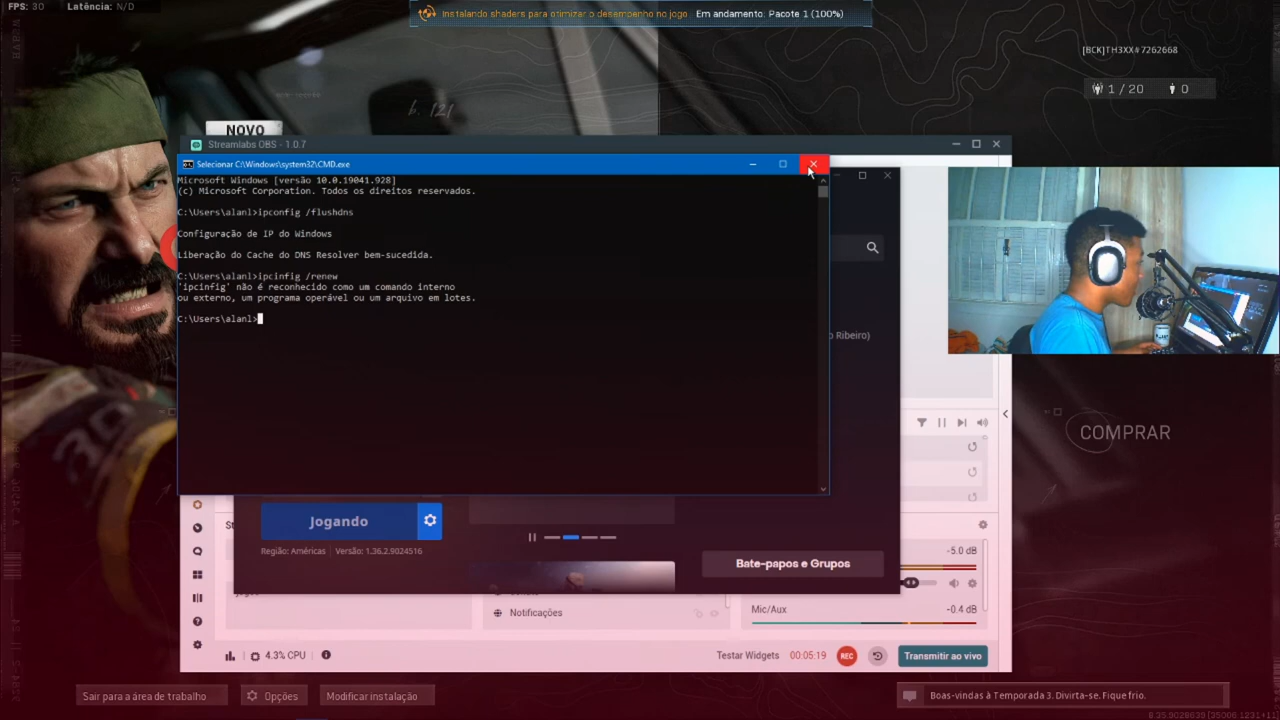 FPS: 30 Latência: N/D
Instalando shaders para otimizar o desempenho no jogo Em andamento: Pacote 1 (100%)
[BCK]TH3XX#7262668
1 / 20 0
b. 121
NOVO
Streamlabs OBS - 1.0.7
Selecionar C:\Windows\system32\CMD.exe
Microsoft Windows [versão 10.0.19041.928]
(c) Microsoft Corporation. Todos os direitos reservados.
C:\Users\alanl>ipconfig /flushdns
Configuração de IP do Windows
Liberação do Cache do DNS Resolver bem-sucedida.
C:\Users\alanl>ipcinfig /renew
'ipcinfig' não é reconhecido como um comando interno
ou externo, um programa operável ou um arquivo em lotes.
C:\Users\alanl>
o Ribeiro)
COMPRAR
Jogando
Região: Américas Versão: 1.36.2.9024516
Bate-papos e Grupos
-5.0 dB
Notificações
Mic/Aux -0.4 dB
4.3% CPU
Testar Widgets 00:05:19 REC Transmitir ao vivo
Sair para a área de trabalho Opções Modificar instalação
Boas-vindas à Temporada 3. Divirta-se. Fique frio.